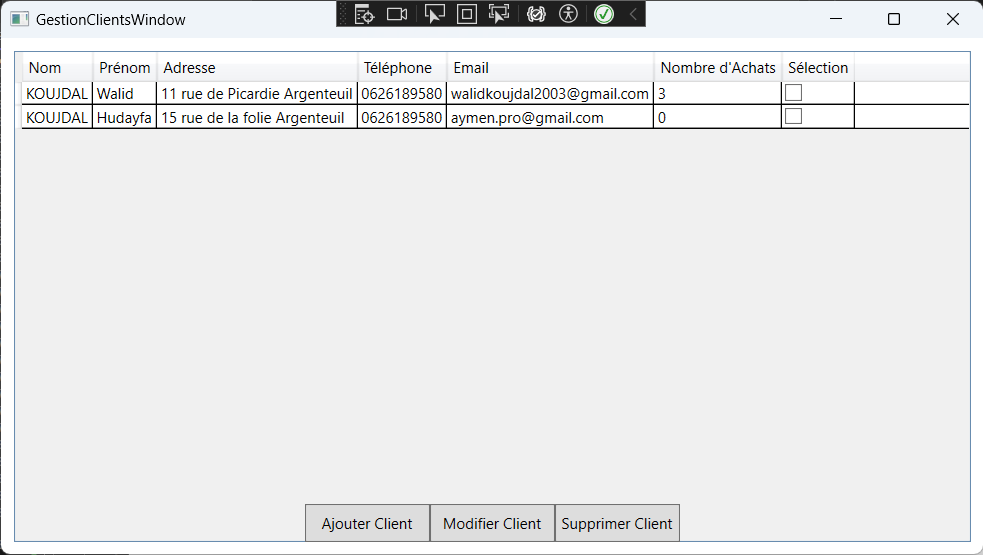 GestionClientsWindow
Nom Prénom Adresse Téléphone Email Nombre d'Achats Sélection
KOUJDAL Walid 11 rue de Picardie Argenteuil 0626189580 walidkoujdal2003@gmail.com 3
KOUJDAL Hudayfa 15 rue de la folie Argenteuil 0626189580 aymen.pro@gmail.com 0
Ajouter Client Modifier Client Supprimer Client